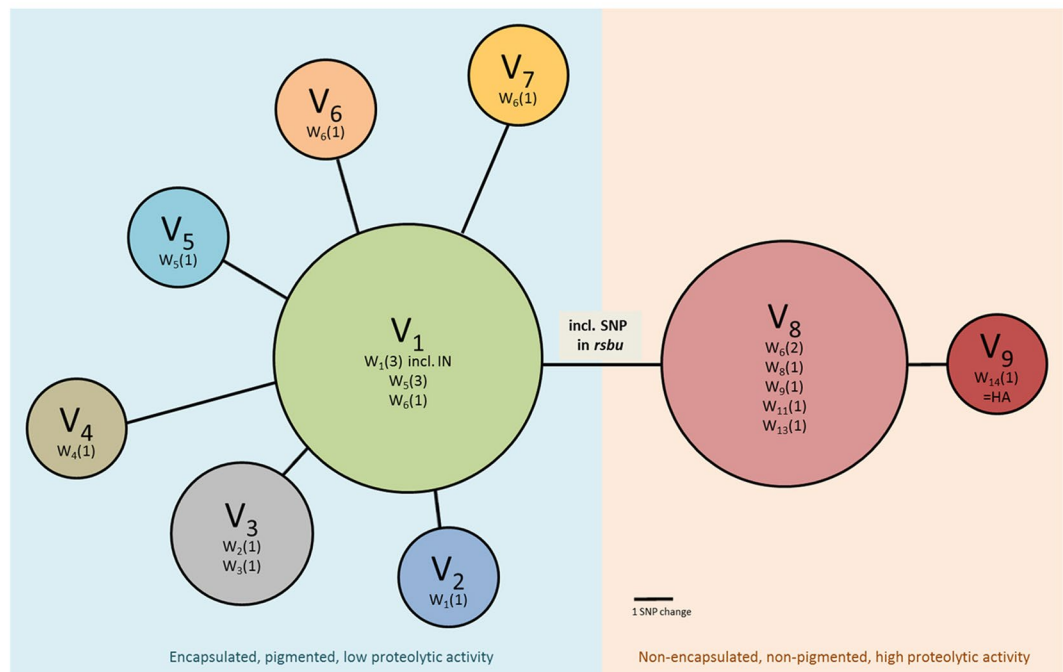 V₇
W₆(1)
V₆
W₆(1)
V₅
W₅(1)
V₁
W₁(3) incl. IN
W₅(3)
W₆(1)
incl. SNP
in rsbu
V₈
W₆(2)
W₈(1)
W₉(1)
W₁₁(1)
W₁₃(1)
V₉
W₁₄(1)
=HA
V₄
W₄(1)
V₃
W₂(1)
W₃(1)
V₂
W₁(1)
1 SNP change
Encapsulated, pigmented, low proteolytic activity
Non-encapsulated, non-pigmented, high proteolytic activity